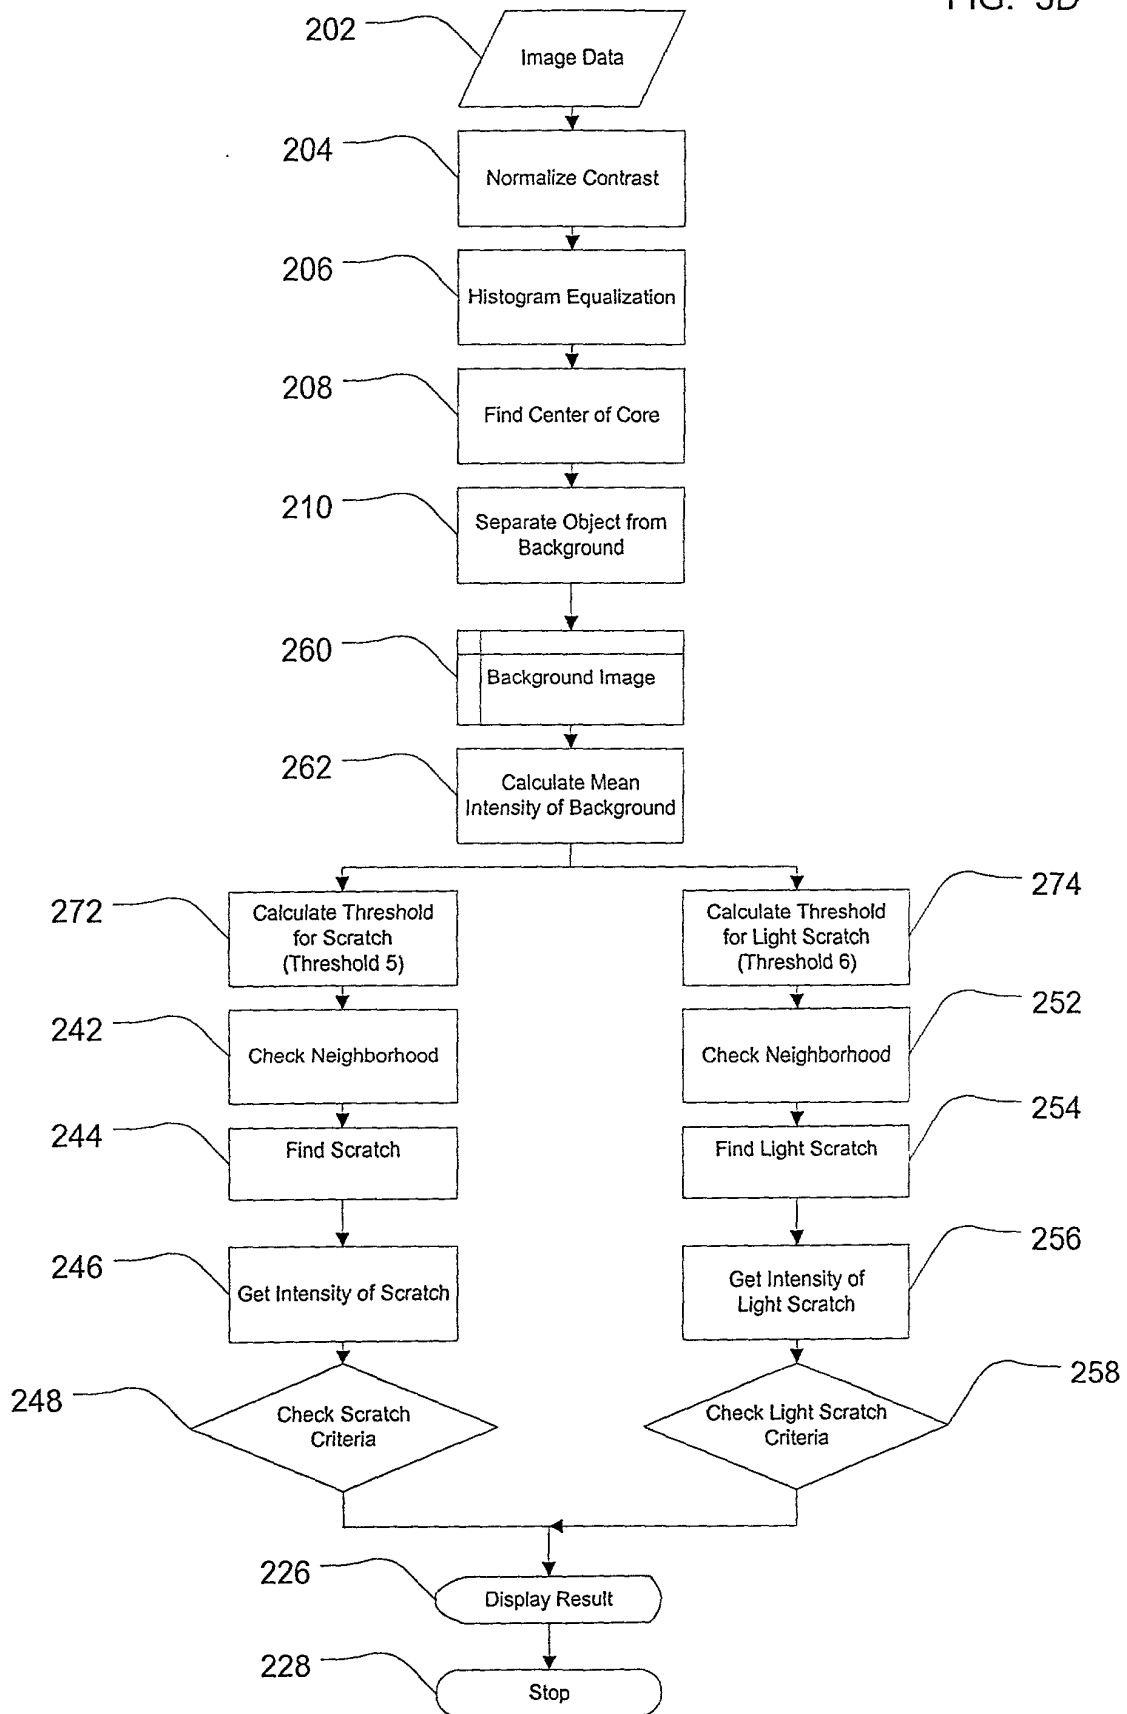 FIG. 3D
202
Image Data
204
Normalize Contrast
206
Histogram Equalization
208
Find Center of Core
210
Separate Object from
Background
260
Background Image
262
Calculate Mean
Intensity of Background
272
Calculate Threshold
for Scratch
(Threshold 5)
274
Calculate Threshold
for Light Scratch
(Threshold 6)
242
Check Neighborhood
252
Check Neighborhood
244
Find Scratch
254
Find Light Scratch
246
Get Intensity of Scratch
256
Get Intensity of
Light Scratch
248
Check Scratch
Criteria
258
Check Light Scratch
Criteria
226
Display Result
228
Stop